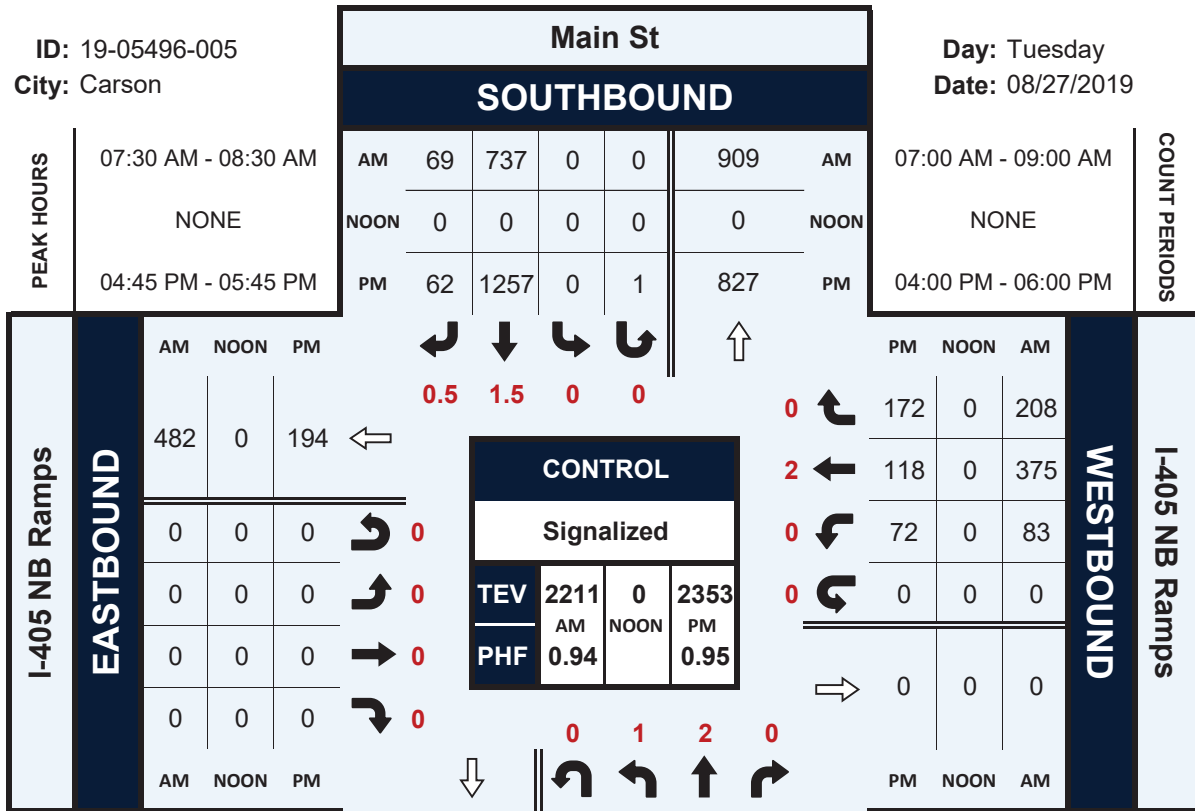 Main St
SOUTHBOUND
ID: 19-05496-005
City: Carson
Day: Tuesday
Date: 08/27/2019
PEAK HOURS
07:30 AM - 08:30 AM
NONE
04:45 PM - 05:45 PM
AM 69 737 0 0 909 AM
NOON 0 0 0 0 0 NOON
PM 62 1257 0 1 827 PM
07:00 AM - 09:00 AM
NONE
04:00 PM - 06:00 PM
COUNT PERIODS
0.5 1.5 0 0
I-405 NB Ramps
EASTBOUND
AM NOON PM
482 0 194
0 0 0 0
0 0 0 0
0 0 0 0
0 0 0 0
AM NOON PM
CONTROL
Signalized
TEV 2211 0 2353
AM NOON PM
PHF 0.94 0.95
PM NOON AM
0 172 0 208
2 118 0 375
0 72 0 83
0 0 0 0
0 0 0
PM NOON AM
WESTBOUND
I-405 NB Ramps
0 1 2 0